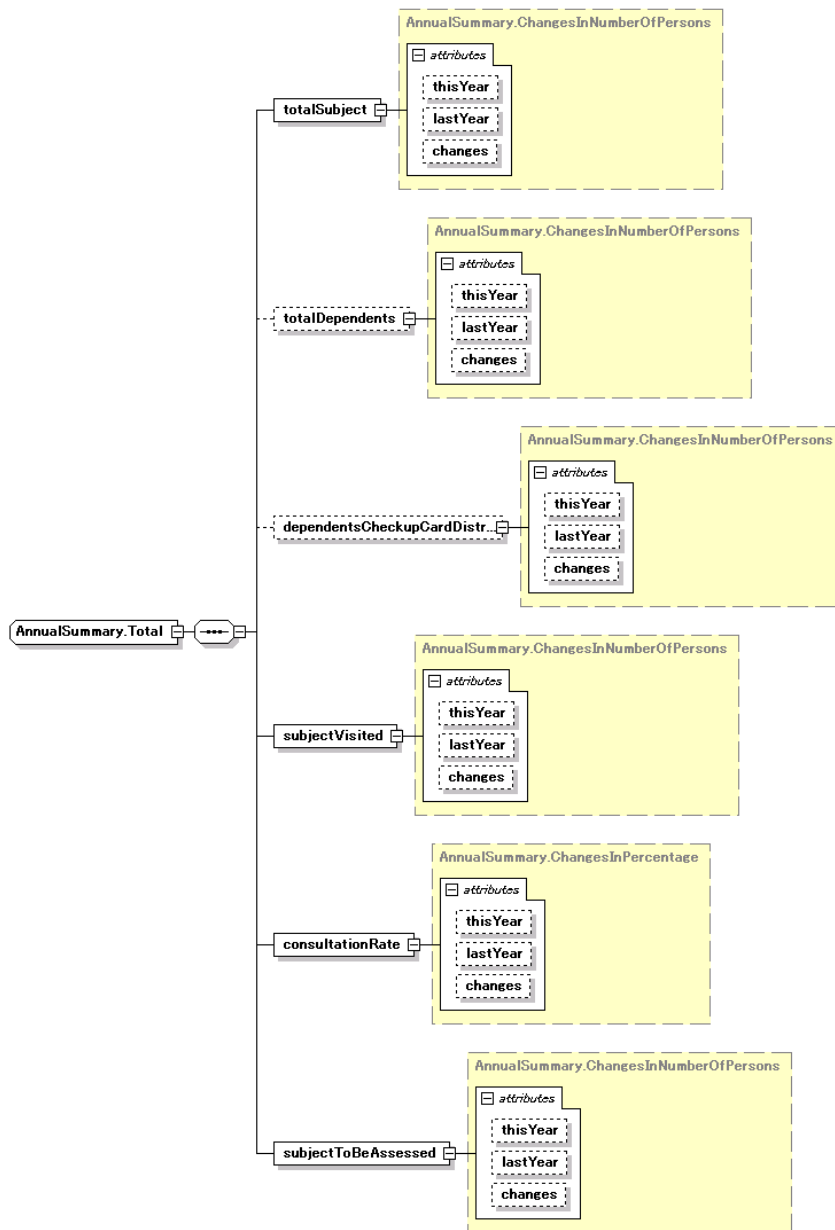 AnnualSummary.ChangesInNumberOfPersons
attributes
thisYear
totalSubject
lastYear
changes
AnnualSummary.ChangesInNumberOfPersons
attributes
thisYear
totalDependents
lastYear
changes
AnnualSummary.ChangesInNumberOfPersons
attributes
thisYear
dependentsCheckupCardDistr...
lastYear
changes
AnnualSummary.Total
AnnualSummary.ChangesInNumberOfPersons
attributes
thisYear
subjectVisited
lastYear
changes
AnnualSummary.ChangesInPercentage
attributes
thisYear
consultationRate
lastYear
changes
AnnualSummary.ChangesInNumberOfPersons
attributes
thisYear
subjectToBeAssessed
lastYear
changes